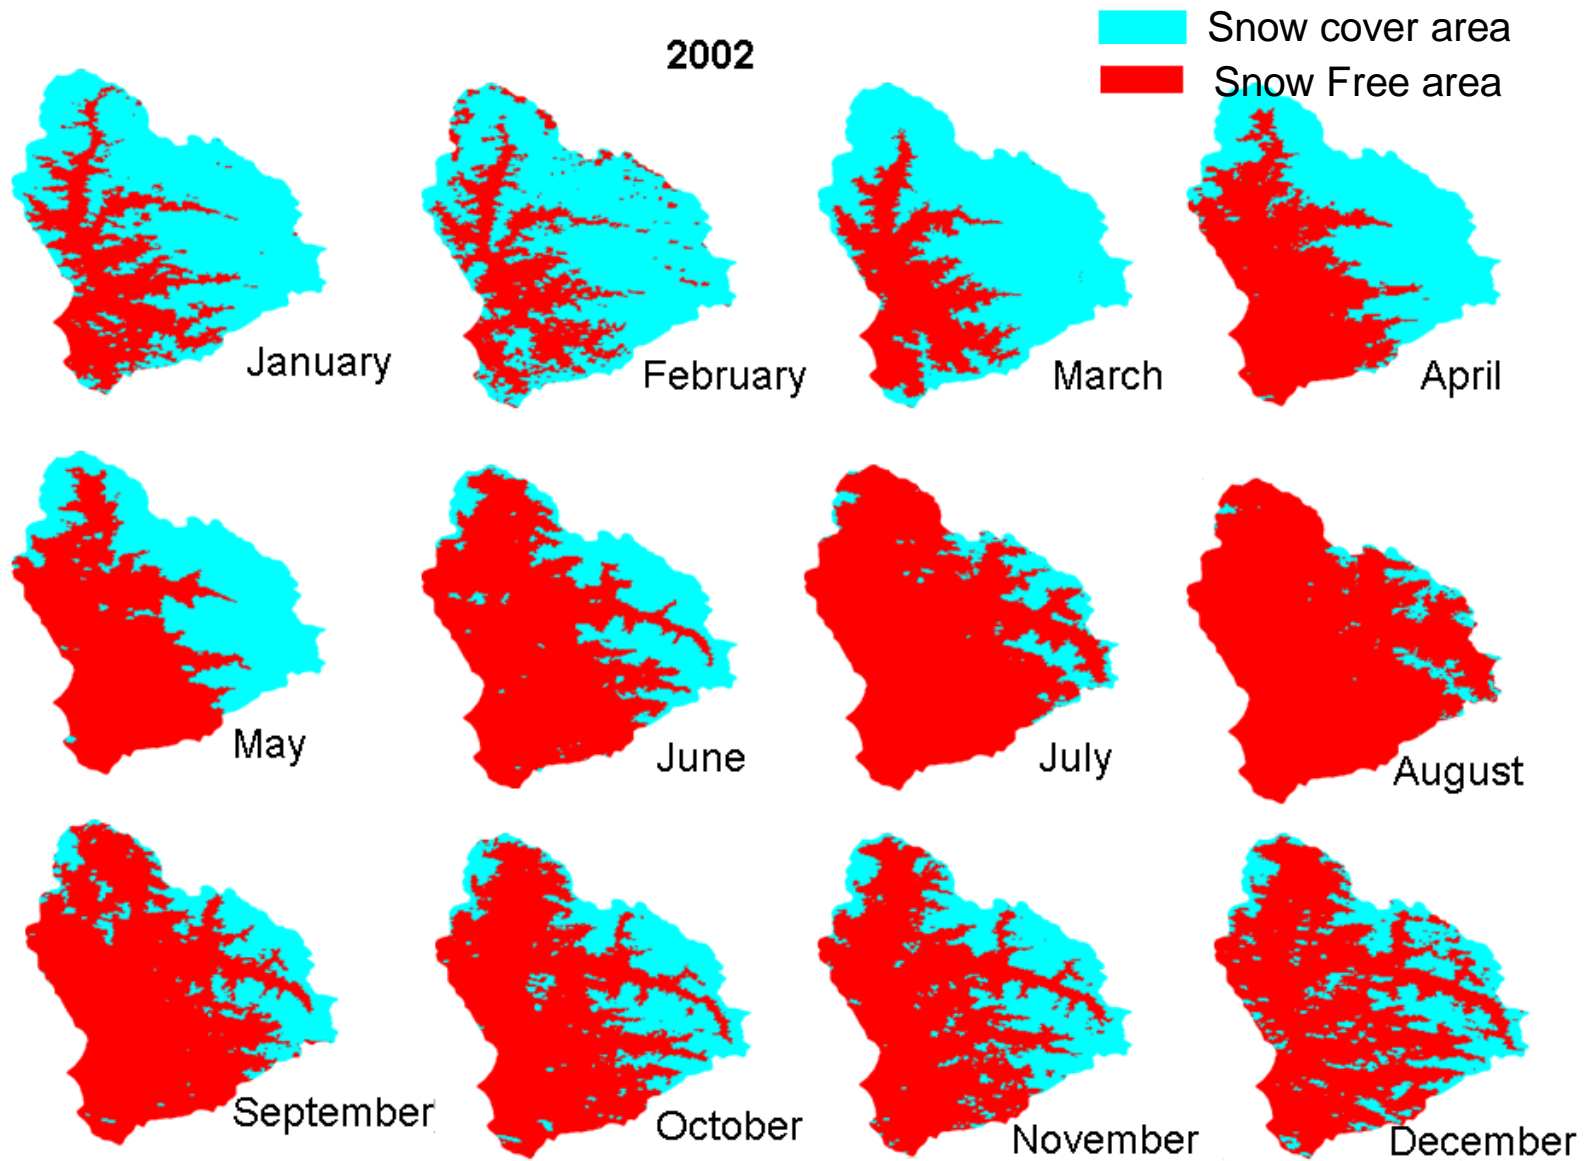 2002
Snow cover area
Snow Free area
January
February
March
April
May
June
July
August
September
October
November
December